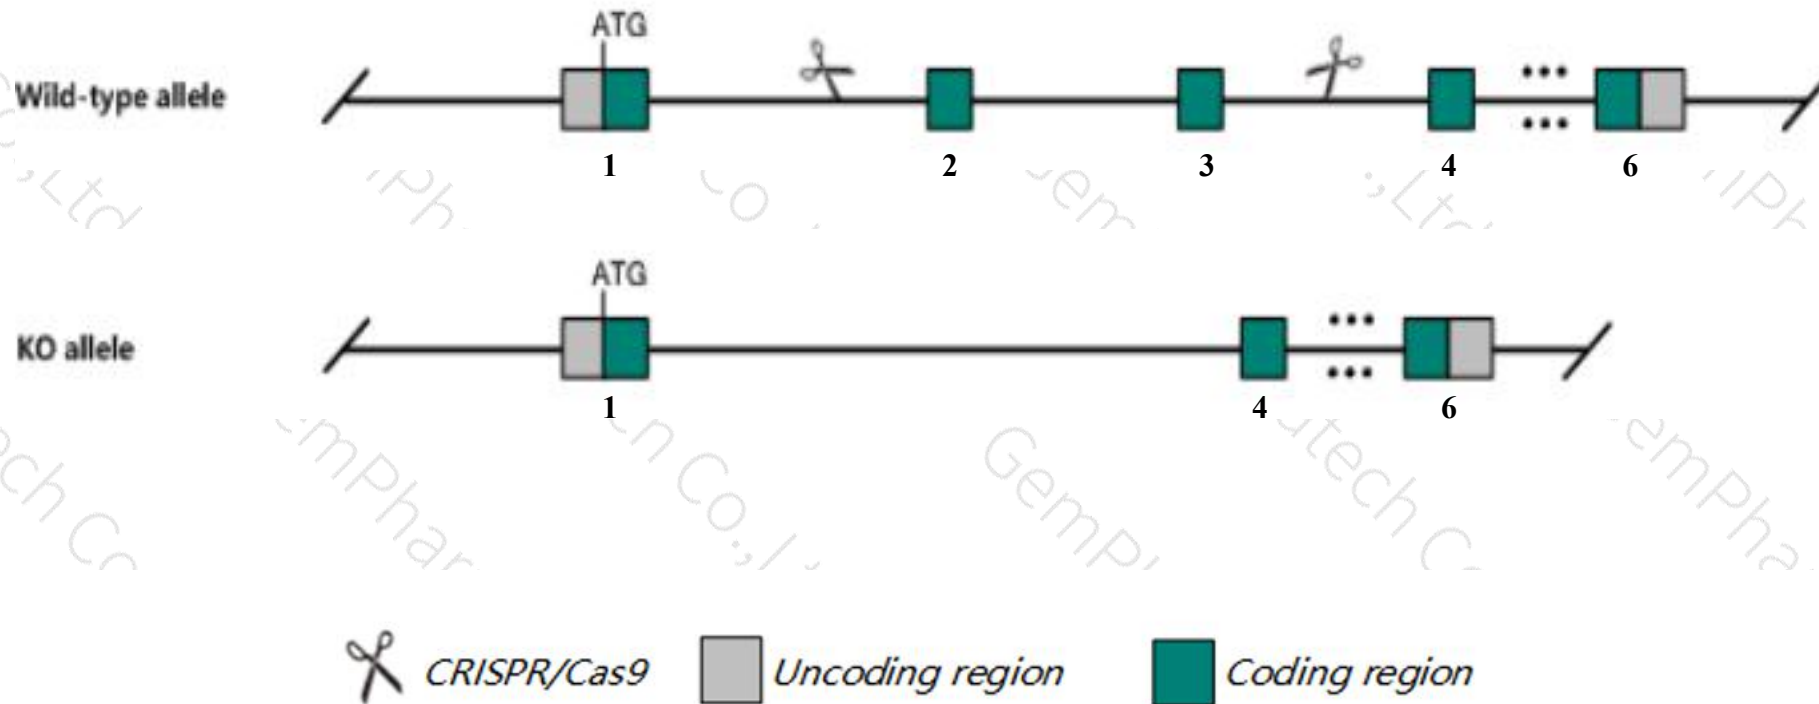 ATG
Wild-type allele
1 2 3 4 6
ATG
KO allele
1 4 6
CRISPR/Cas9 Uncoding region Coding region